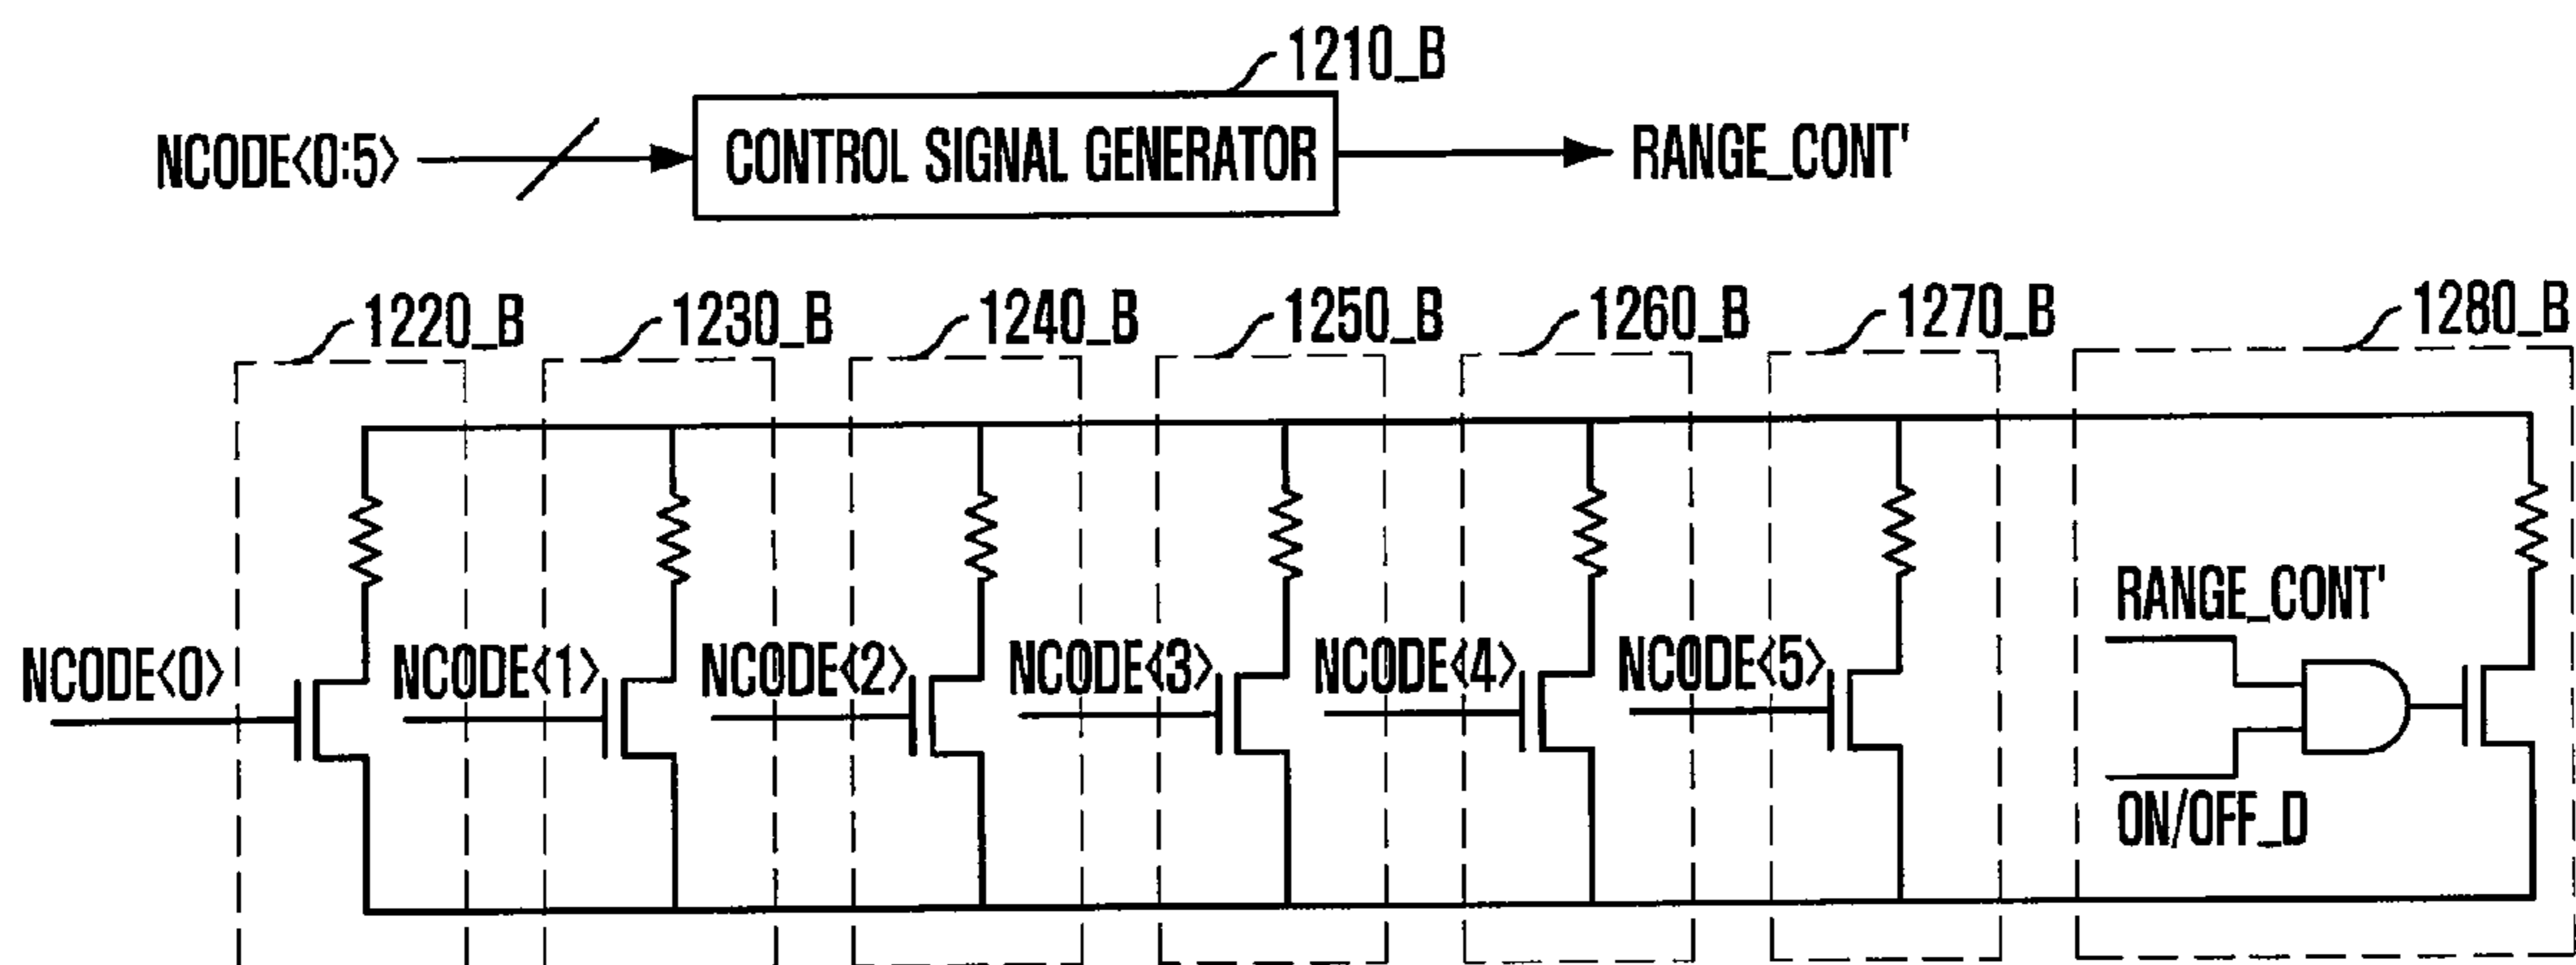 1210_B
NCODE<0:5>
CONTROL SIGNAL GENERATOR
RANGE_CONT'
1220_B
1230_B
1240_B
1250_B
1260_B
1270_B
1280_B
NCODE<0>
NCODE<1>
NCODE<2>
NCODE<3>
NCODE<4>
NCODE<5>
RANGE_CONT'
ON/OFF_D